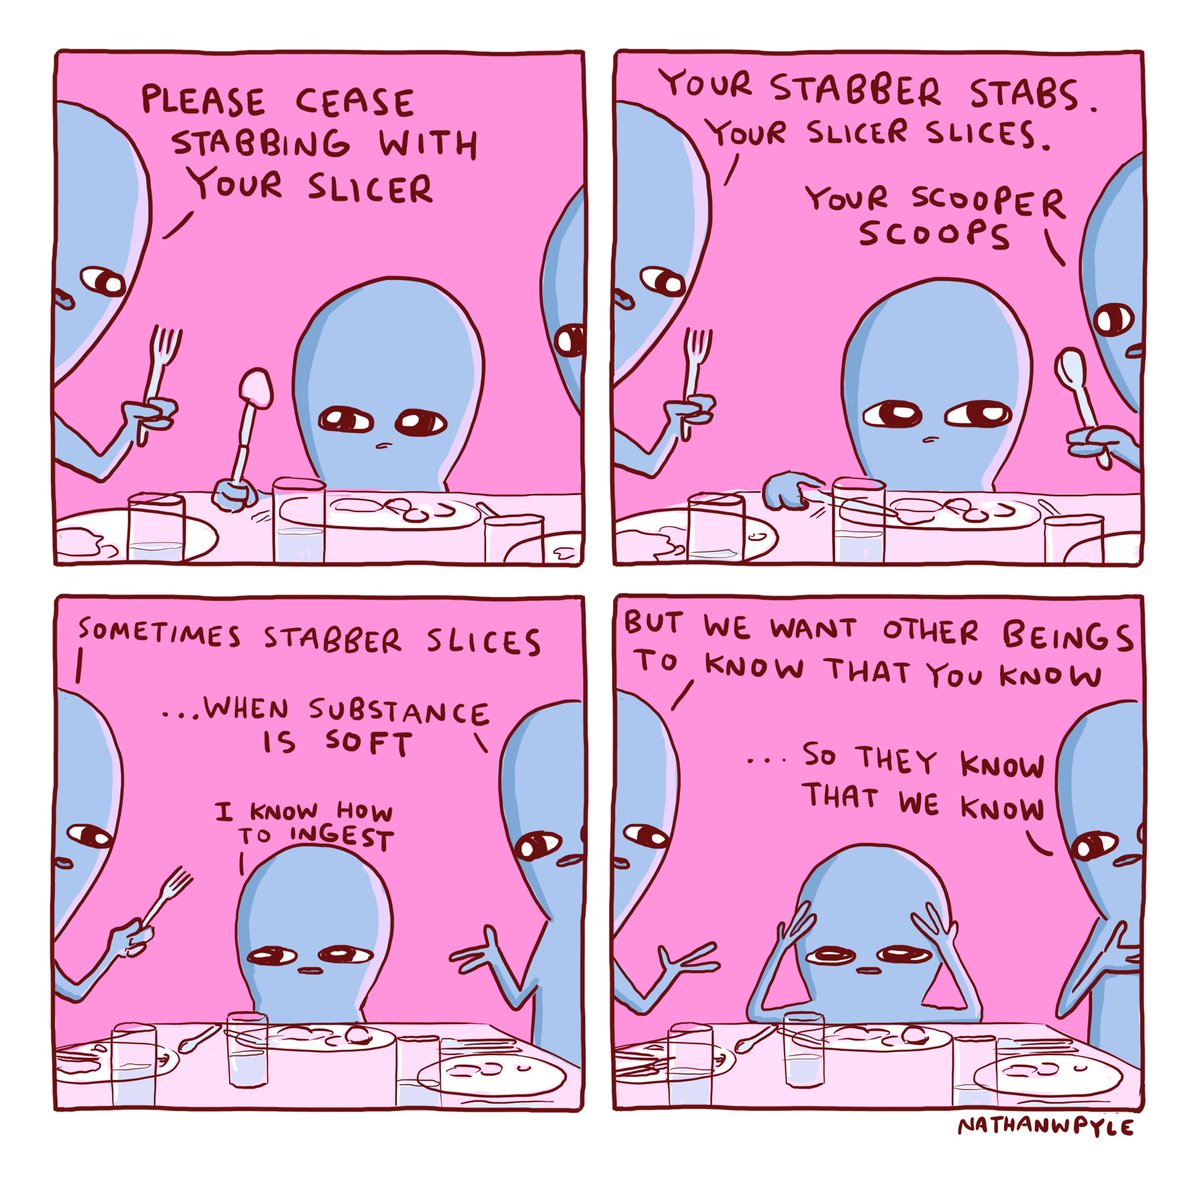 PLEASE CEASE
STABBING WITH
YOUR SLICER
YOUR STABBER STABS.
YOUR SLICER SLICES.
YOUR SCOOPER
SCOOPS
SOMETIMES STABBER SLICES
...WHEN SUBSTANCE
IS SOFT
I KNOW HOW
TO INGEST
BUT WE WANT OTHER BEINGS
TO KNOW THAT YOU KNOW
... SO THEY KNOW
THAT WE KNOW
NATHANWPYLE